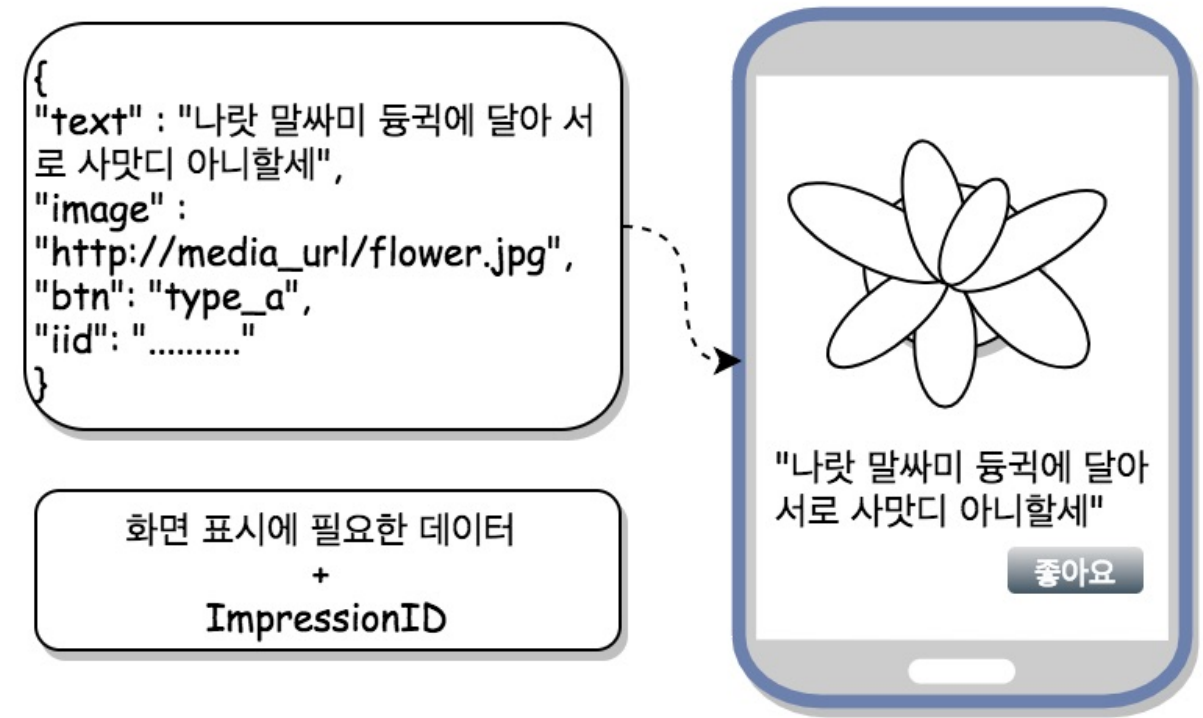 {
"text" : "나랏 말싸미 듕귁에 달아 서
로 사맛디 아니할세",
"image" :
"http://media_url/flower.jpg",
"btn": "type_a",
"iid": ".........."
}
화면 표시에 필요한 데이터
+
ImpressionID
"나랏 말싸미 듕귁에 달아
서로 사맛디 아니할세"
좋아요